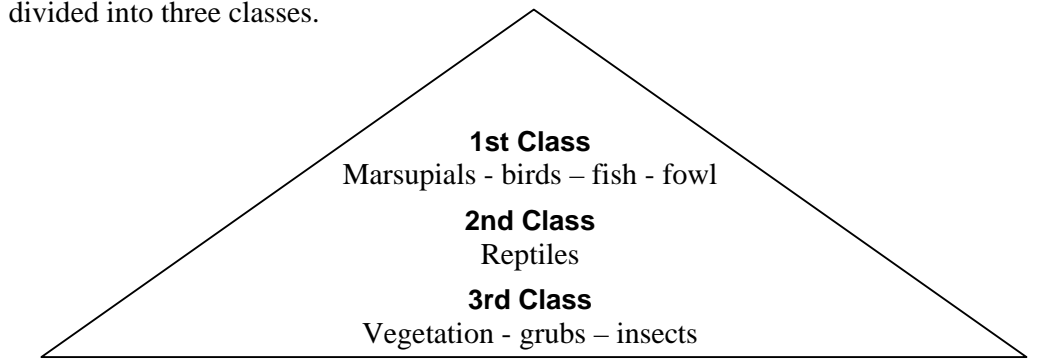 divided into three classes.
1st Class
Marsupials - birds – fish - fowl
2nd Class
Reptiles
3rd Class
Vegetation - grubs – insects